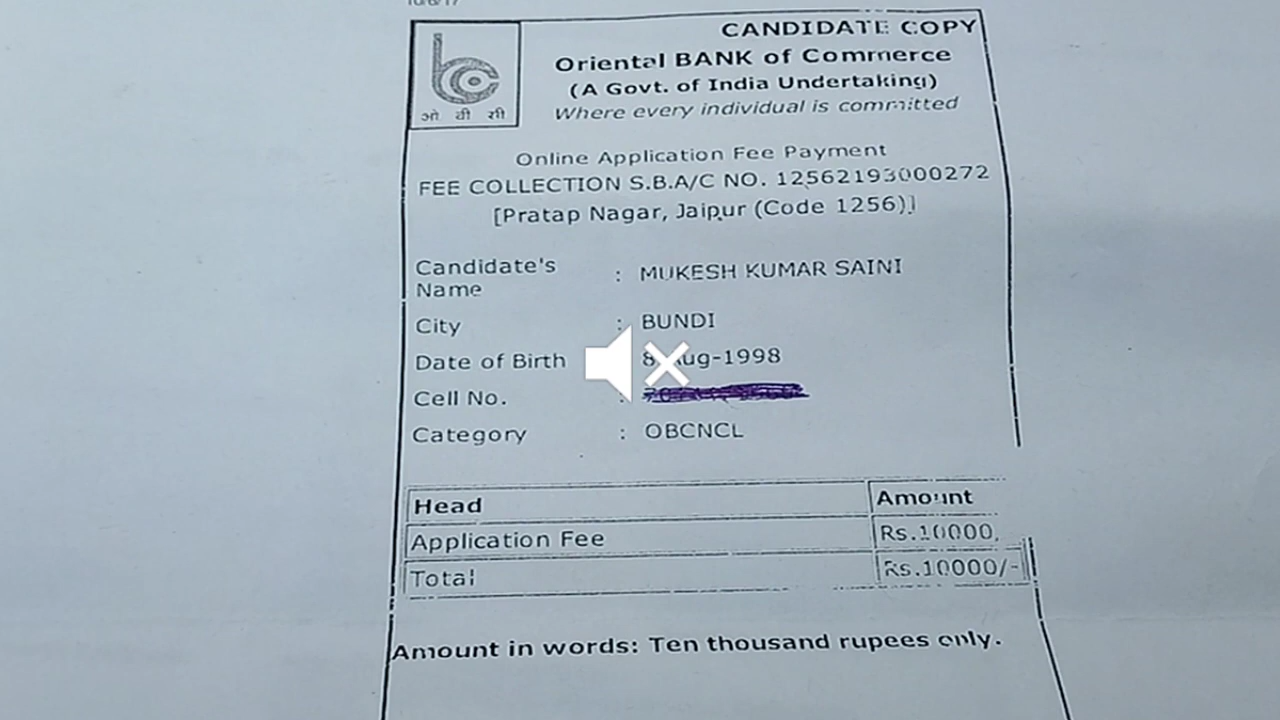 CANDIDATE COPY
Oriental BANK of Commerce
(A Govt. of India Undertaking)
Where every individual is committed
ओ बी सी
Online Application Fee Payment
FEE COLLECTION S.B.A/C NO. 12562193000272
[Pratap Nagar, Jaipur (Code 1256)]
Candidate's Name : MUKESH KUMAR SAINI
City : BUNDI
Date of Birth 8 Aug-1998
Cell No. :
Category : OBCNCL
Head Amount
Application Fee Rs.10000
Total Rs.10000/-
Amount in words: Ten thousand rupees only.